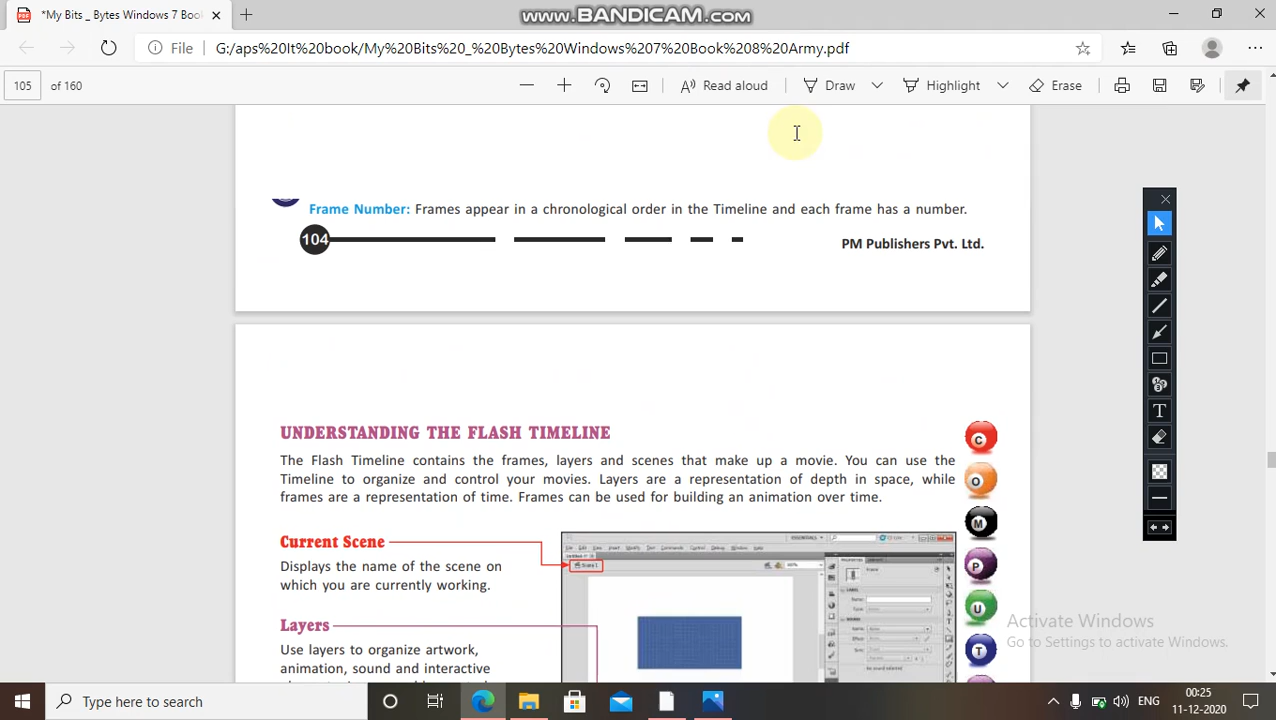 *My Bits _ Bytes Windows 7 Boo
www.BANDICAM.com
File
G:/aps%20It%20book/My%20Bits%20_%20Bytes%20Windows%207%20Book%208%20Army.pdf
105 of 160
Read aloud
Draw
Highlight
Erase
Frame Number: Frames appear in a chronological order in the Timeline and each frame has a number.
104
PM Publishers Pvt. Ltd.
UNDERSTANDING THE FLASH TIMELINE
The Flash Timeline contains the frames, layers and scenes that make up a movie. You can use the
Timeline to organize and control your movies. Layers are a representation of depth in space, while
frames are a representation of time. Frames can be used for building an animation over time.
C
O
M
P
U
T
Current Scene
Displays the name of the scene on
which you are currently working.
Scene 1
Layers
Use layers to organize artwork,
animation, sound and interactive
Activate Windows
Go to Settings to activate Windows.
Type here to search
ENG
00:25
11-12-2020